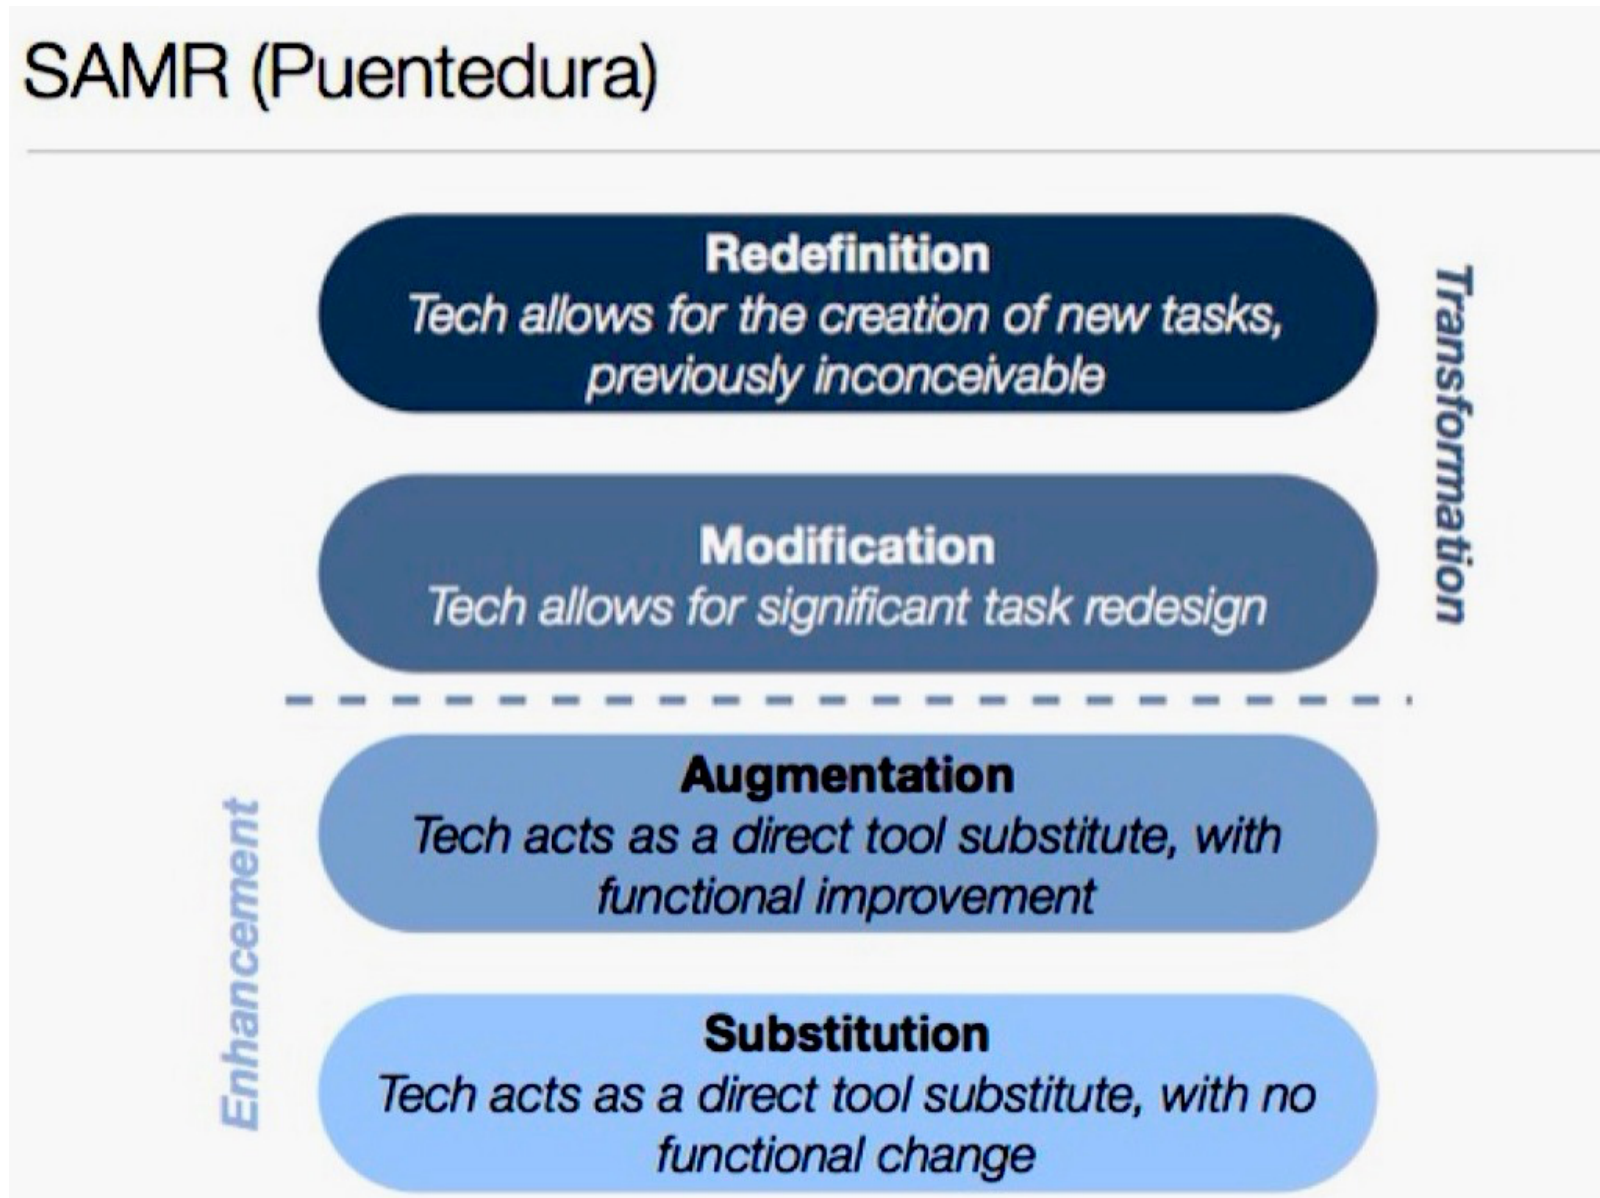 SAMR (Puentedura)
Redefinition
Tech allows for the creation of new tasks,
previously inconceivable
Transformation
Modification
Tech allows for significant task redesign
Augmentation
Tech acts as a direct tool substitute, with
functional improvement
Enhancement
Substitution
Tech acts as a direct tool substitute, with no
functional change